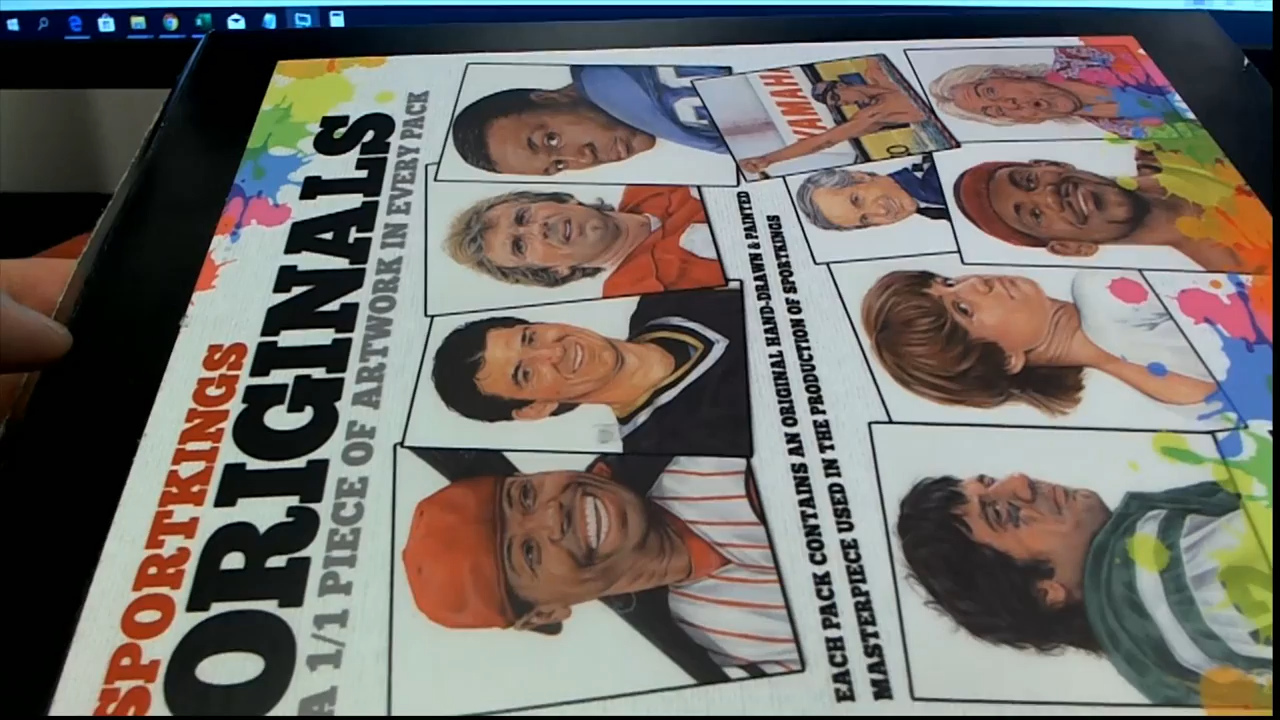 SPORTKINGS
ORIGINALS
A 1/1 PIECE OF ARTWORK IN EVERY PACK
YAMAHA
EACH PACK CONTAINS AN ORIGINAL HAND-DRAWN & PAINTED
MASTERPIECE USED IN THE PRODUCTION OF SPORTKINGS